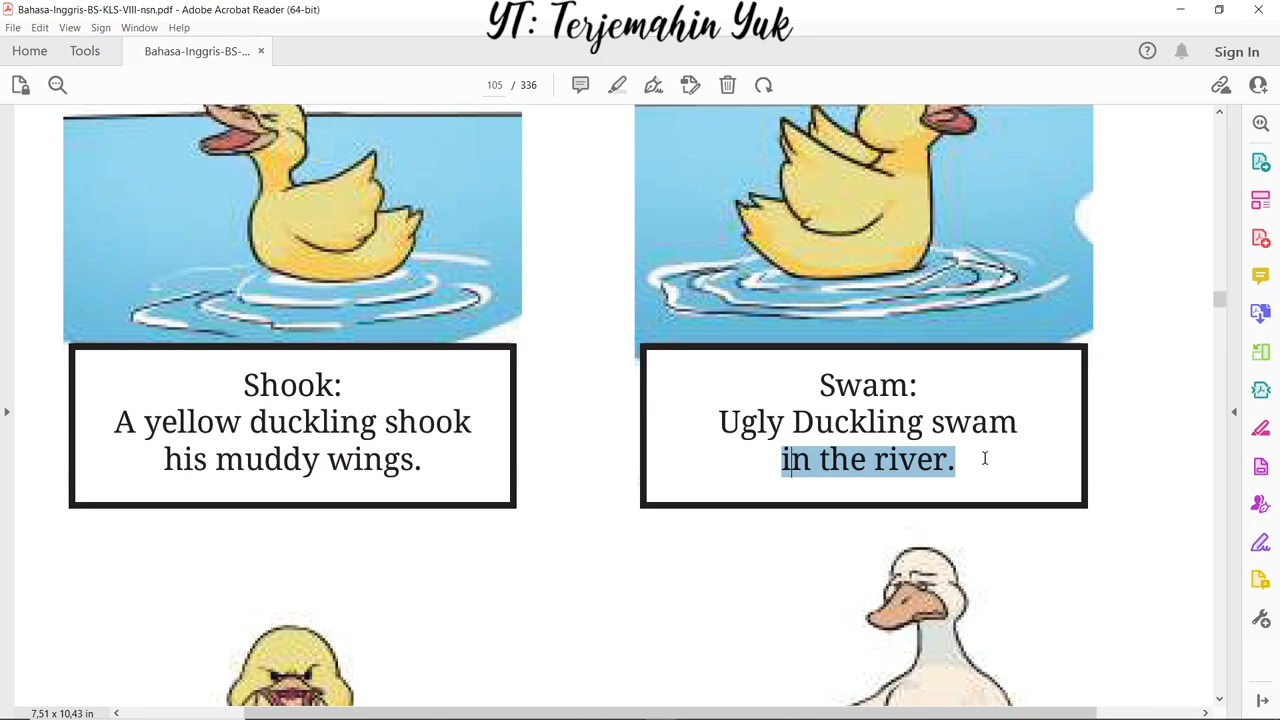 Bahasa-Inggris-BS-KLS-VIII-nsn.pdf - Adobe Acrobat Reader (64-bit)
YT: Terjemahin Yuk
File Edit View Sign Window Help
Home Tools Bahasa-Inggris-BS-... × Sign In
105 / 336
Shook:
A yellow duckling shook
his muddy wings.
Swam:
Ugly Duckling swam
in the river.
7,51 x 10,43 in